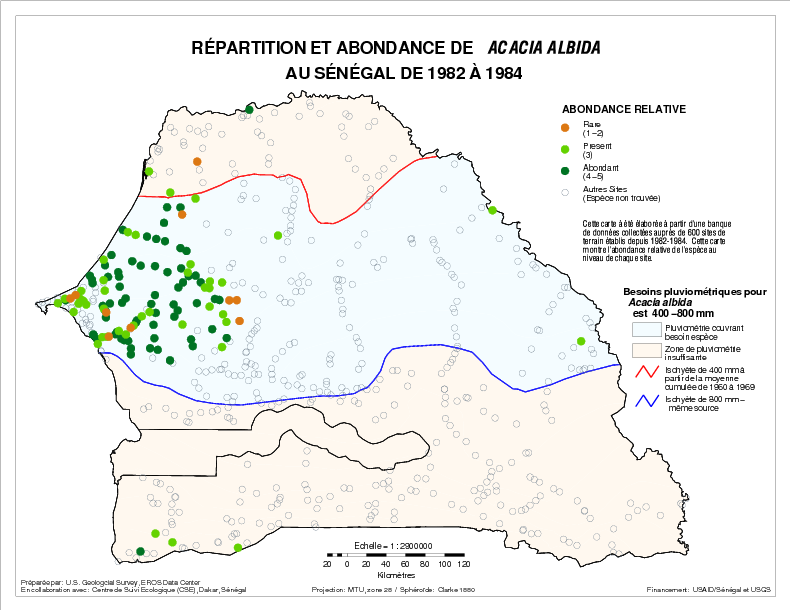 RÉPARTITION ET ABONDANCE DE ACACIA ALBIDA
AU SÉNÉGAL DE 1982 À 1984
ABONDANCE RELATIVE
Rare
(1–2)
Present
(3)
Abondant
(4–5)
Autres Sites
(Espèce non trouvée)
Cette carte à été élaborée à partir d'une banque
de données collectées auprès de 600 sites de
terrain établis depuis 1982-1984. Cette carte
montre l'abondance relative de l'espèce au
niveau de chaque site.
Besoins pluviométriques pour
Acacia albida
est 400–800 mm
Pluviométrie couvrant
besoin espèce
Zone de pluviométrie
insuffisante
Isohyète de 400 mm à
partir de la moyenne
cumulée de 1960 à 1969
Isohyète de 800 mm –
même source
Echelle = 1 : 2900000
20 0 20 40 60 80 100 120
Kilomètres
Préparée par: U.S. Geologcial Survey, EROS Data Center
En collaboration avec: Centre de Suivi Ecologique (CSE), Dakar, Sénégal
Projection: MTU, zone 28 / Sphéroïde: Clarke 1880
Financement: USAID/Sénégal et USGS